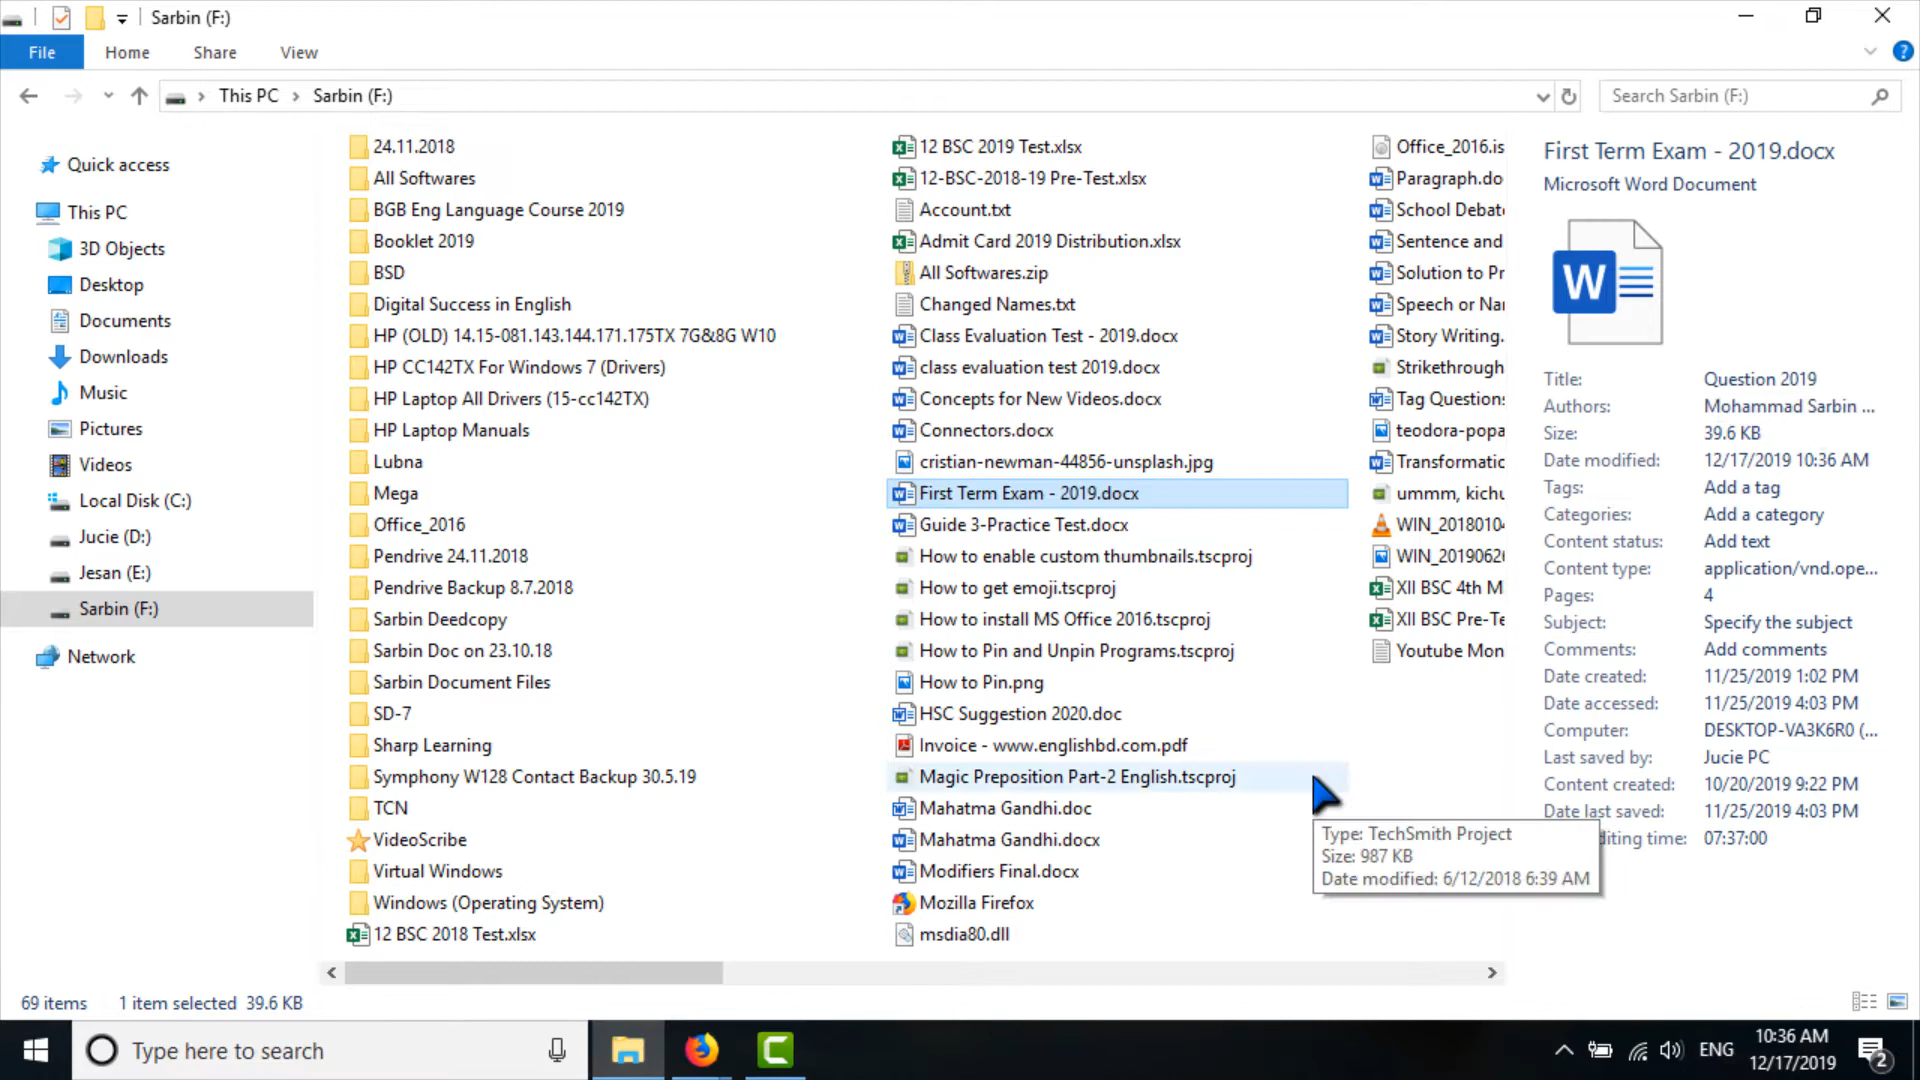 Sarbin (F:)
File Home Share View
This PC Sarbin (F:)
Search Sarbin (F:)
Quick access
This PC
3D Objects
Desktop
Documents
Downloads
Music
Pictures
Videos
Local Disk (C:)
Jucie (D:)
Jesan (E:)
Sarbin (F:)
Network
24.11.2018
All Softwares
BGB Eng Language Course 2019
Booklet 2019
BSD
Digital Success in English
HP (OLD) 14.15-081.143.144.171.175TX 7G&8G W10
HP CC142TX For Windows 7 (Drivers)
HP Laptop All Drivers (15-cc142TX)
HP Laptop Manuals
Lubna
Mega
Office_2016
Pendrive 24.11.2018
Pendrive Backup 8.7.2018
Sarbin Deedcopy
Sarbin Doc on 23.10.18
Sarbin Document Files
SD-7
Sharp Learning
Symphony W128 Contact Backup 30.5.19
TCN
VideoScribe
Virtual Windows
Windows (Operating System)
12 BSC 2018 Test.xlsx
12 BSC 2019 Test.xlsx
12-BSC-2018-19 Pre-Test.xlsx
Account.txt
Admit Card 2019 Distribution.xlsx
All Softwares.zip
Changed Names.txt
Class Evaluation Test - 2019.docx
class evaluation test 2019.docx
Concepts for New Videos.docx
Connectors.docx
cristian-newman-44856-unsplash.jpg
First Term Exam - 2019.docx
Guide 3-Practice Test.docx
How to enable custom thumbnails.tscproj
How to get emoji.tscproj
How to install MS Office 2016.tscproj
How to Pin and Unpin Programs.tscproj
How to Pin.png
HSC Suggestion 2020.doc
Invoice - www.englishbd.com.pdf
Magic Preposition Part-2 English.tscproj
Mahatma Gandhi.doc
Mahatma Gandhi.docx
Modifiers Final.docx
Mozilla Firefox
msdia80.dll
Office_2016.is
Paragraph.do
School Debate
Sentence and
Solution to Pr
Speech or Nar
Story Writing.
Strikethrough
Tag Questions
teodora-popa
Transformatic
ummm, kichu
WIN_20180104
WIN_20190626
XII BSC 4th M
XII BSC Pre-Te
Youtube Mon
First Term Exam - 2019.docx
Microsoft Word Document
Title: Question 2019
Authors: Mohammad Sarbin ...
Size: 39.6 KB
Date modified: 12/17/2019 10:36 AM
Tags: Add a tag
Categories: Add a category
Content status: Add text
Content type: application/vnd.ope...
Pages: 4
Subject: Specify the subject
Comments: Add comments
Date created: 11/25/2019 1:02 PM
Date accessed: 11/25/2019 4:03 PM
Computer: DESKTOP-VA3K6R0 (...
Last saved by: Jucie PC
Content created: 10/20/2019 9:22 PM
Date last saved: 11/25/2019 4:03 PM
iting time: 07:37:00
Type: TechSmith Project
Size: 987 KB
Date modified: 6/12/2018 6:39 AM
69 items 1 item selected 39.6 KB
Type here to search
ENG
10:36 AM
12/17/2019
2